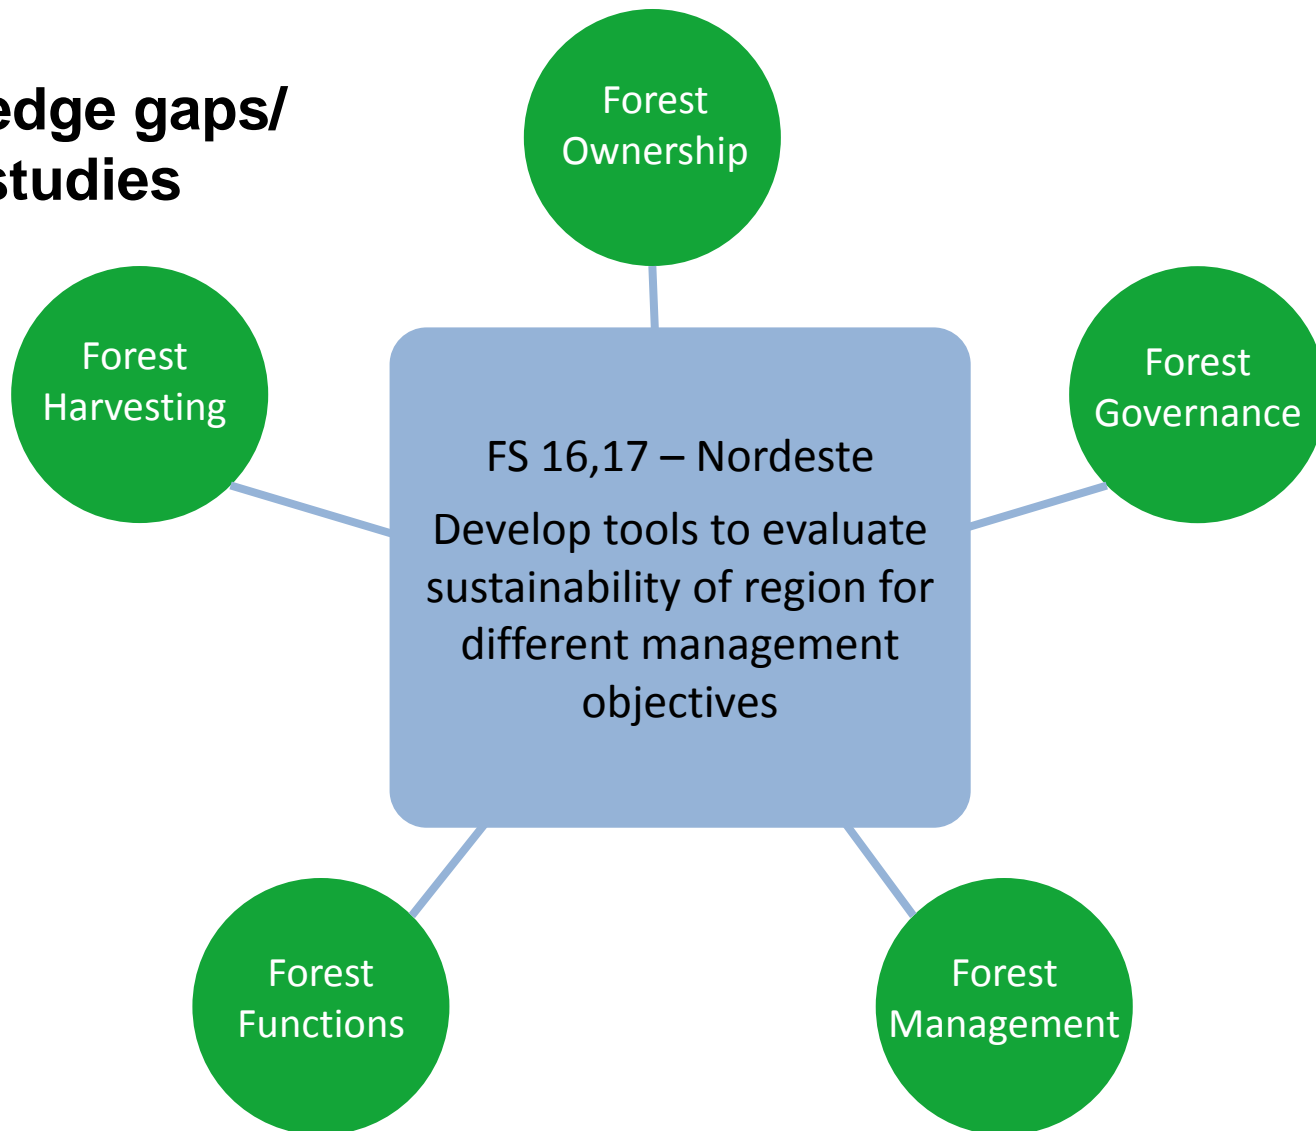 edge gaps/
studies
Forest
Ownership
Forest
Harvesting
Forest
Governance
FS 16,17 – Nordeste
Develop tools to evaluate
sustainability of region for
different management
objectives
Forest
Functions
Forest
Management